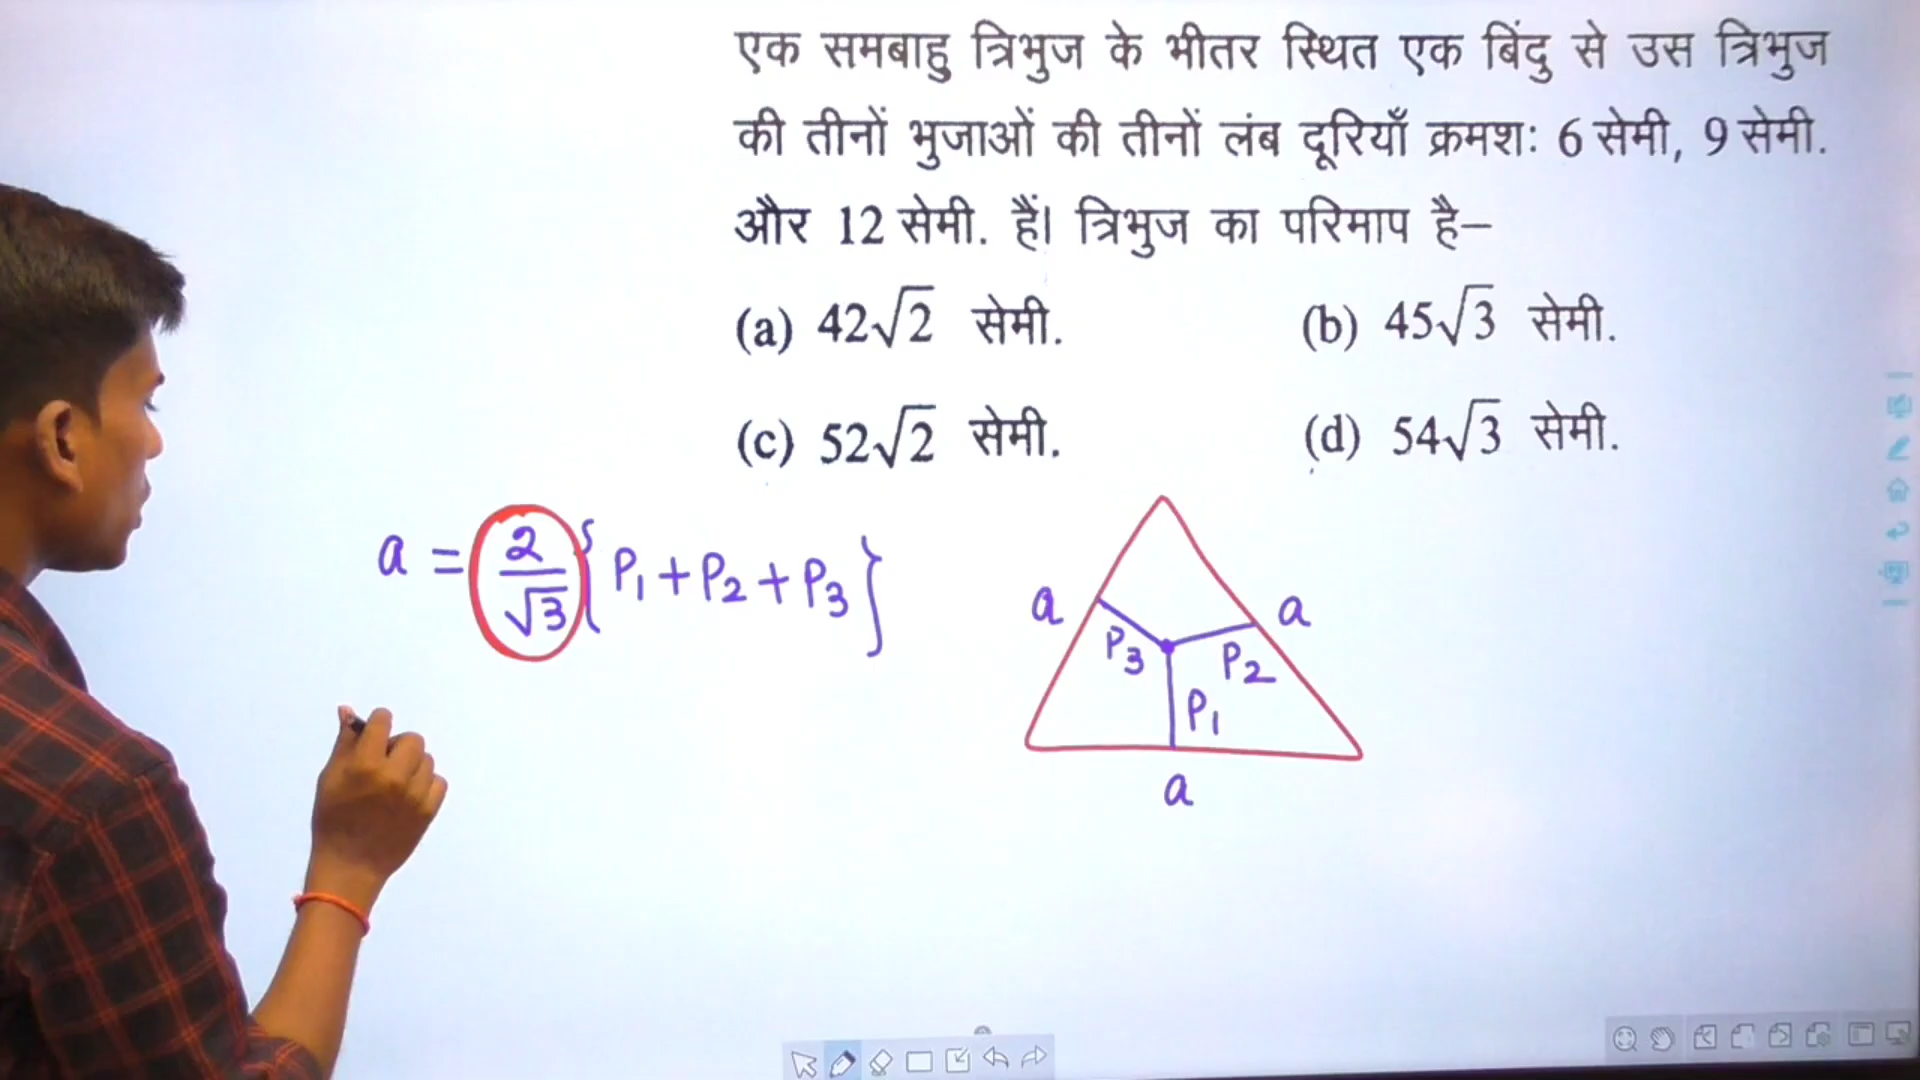 एक समबाहु त्रिभुज के भीतर स्थित एक बिंदु से उस त्रिभुज
की तीनों भुजाओं की तीनों लंब दूरियाँ क्रमशः 6 सेमी, 9 सेमी.
और 12 सेमी. हैं। त्रिभुज का परिमाप है–
(a) 42√2 सेमी. (b) 45√3 सेमी.
(c) 52√2 सेमी. (d) 54√3 सेमी.
a = 2/√3 { P₁ + P₂ + P₃ }
a a
P₃ P₂
P₁
a